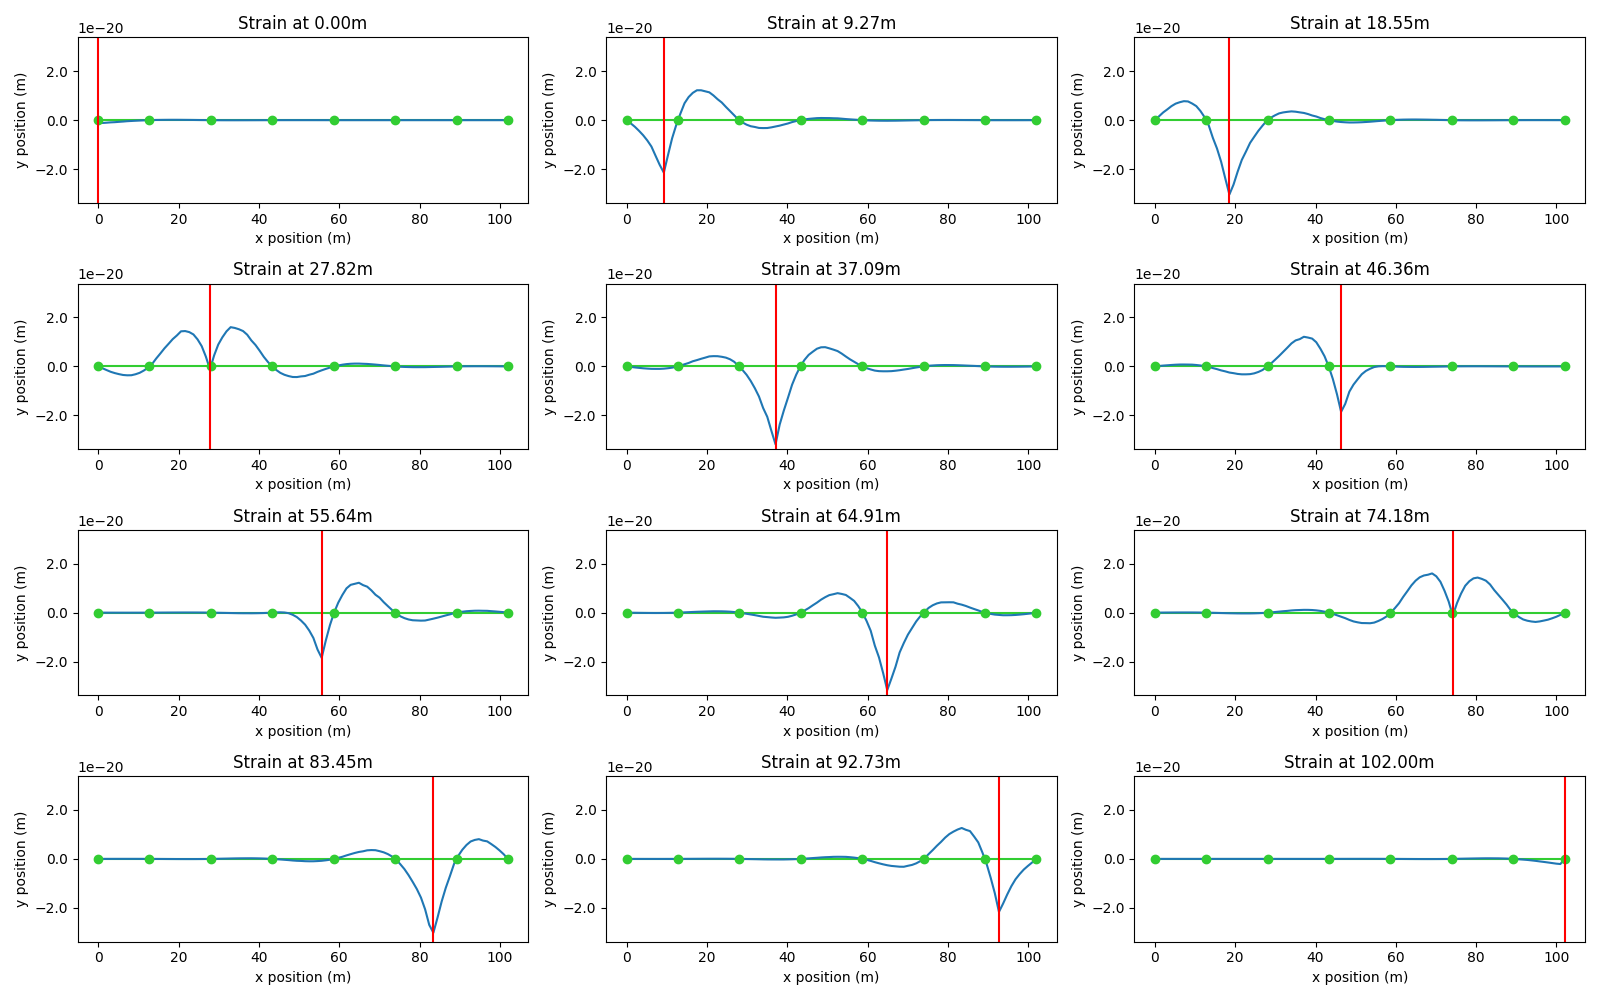 Strain at 0.00m
1e−20
2.0
0.0
−2.0
y position (m)
0 20 40 60 80 100
x position (m)
Strain at 9.27m
1e−20
2.0
0.0
−2.0
y position (m)
0 20 40 60 80 100
x position (m)
Strain at 18.55m
1e−20
2.0
0.0
−2.0
y position (m)
0 20 40 60 80 100
x position (m)
Strain at 27.82m
1e−20
2.0
0.0
−2.0
y position (m)
0 20 40 60 80 100
x position (m)
Strain at 37.09m
1e−20
2.0
0.0
−2.0
y position (m)
0 20 40 60 80 100
x position (m)
Strain at 46.36m
1e−20
2.0
0.0
−2.0
y position (m)
0 20 40 60 80 100
x position (m)
Strain at 55.64m
1e−20
2.0
0.0
−2.0
y position (m)
0 20 40 60 80 100
x position (m)
Strain at 64.91m
1e−20
2.0
0.0
−2.0
y position (m)
0 20 40 60 80 100
x position (m)
Strain at 74.18m
1e−20
2.0
0.0
−2.0
y position (m)
0 20 40 60 80 100
x position (m)
Strain at 83.45m
1e−20
2.0
0.0
−2.0
y position (m)
0 20 40 60 80 100
x position (m)
Strain at 92.73m
1e−20
2.0
0.0
−2.0
y position (m)
0 20 40 60 80 100
x position (m)
Strain at 102.00m
1e−20
2.0
0.0
−2.0
y position (m)
0 20 40 60 80 100
x position (m)